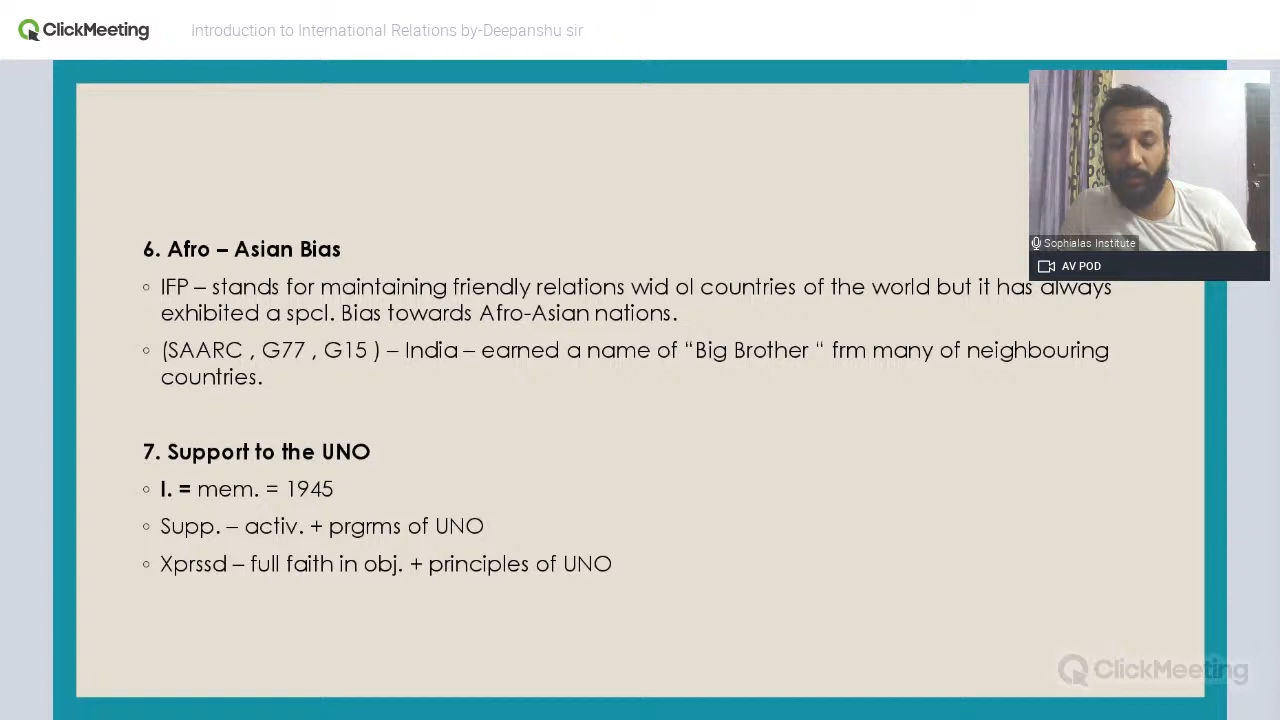 ClickMeeting
Introduction to International Relations by-Deepanshu sir
Sophialas Institute
AV POD
6. Afro – Asian Bias
◦ IFP – stands for maintaining friendly relations wid ol countries of the world but it has always
exhibited a spcl. Bias towards Afro-Asian nations.
◦ (SAARC , G77 , G15 ) – India – earned a name of “Big Brother “ frm many of neighbouring
countries.
7. Support to the UNO
◦ I. = mem. = 1945
◦ Supp. – activ. + prgrms of UNO
◦ Xprssd – full faith in obj. + principles of UNO
ClickMeeting